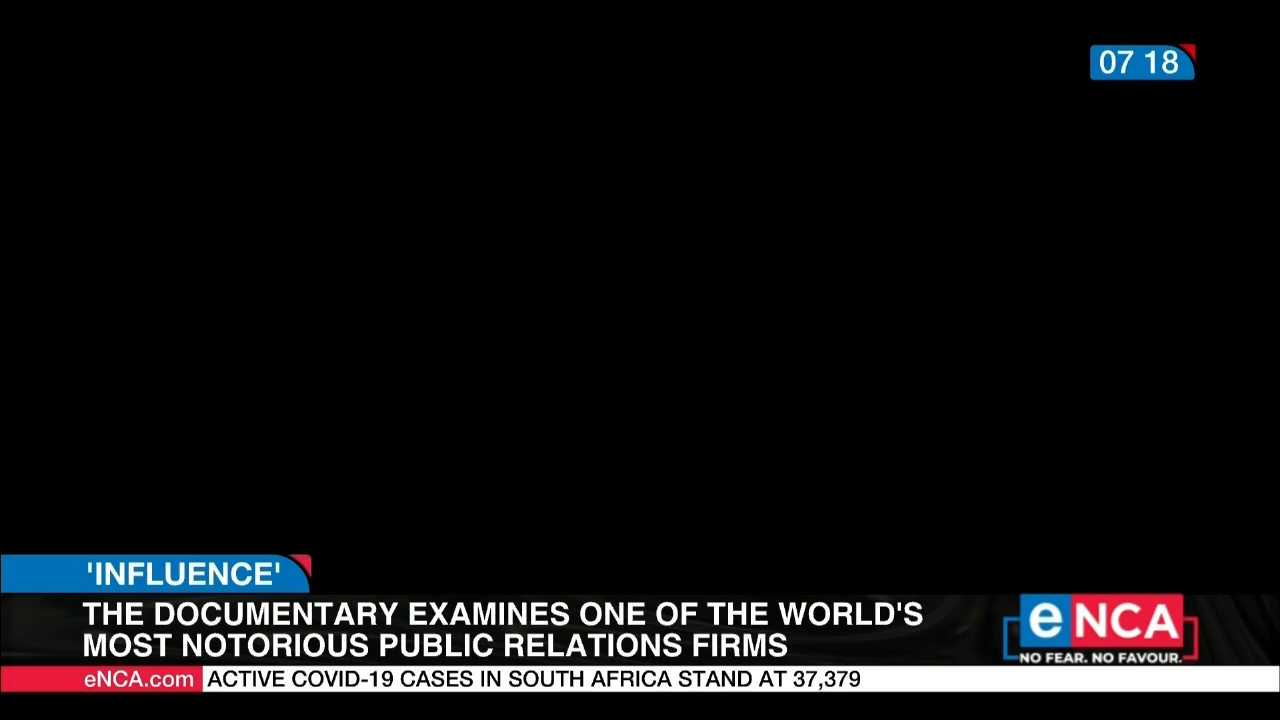 07 18
'INFLUENCE'
THE DOCUMENTARY EXAMINES ONE OF THE WORLD'S
MOST NOTORIOUS PUBLIC RELATIONS FIRMS
eNCA
NO FEAR. NO FAVOUR.
eNCA.com ACTIVE COVID-19 CASES IN SOUTH AFRICA STAND AT 37,379